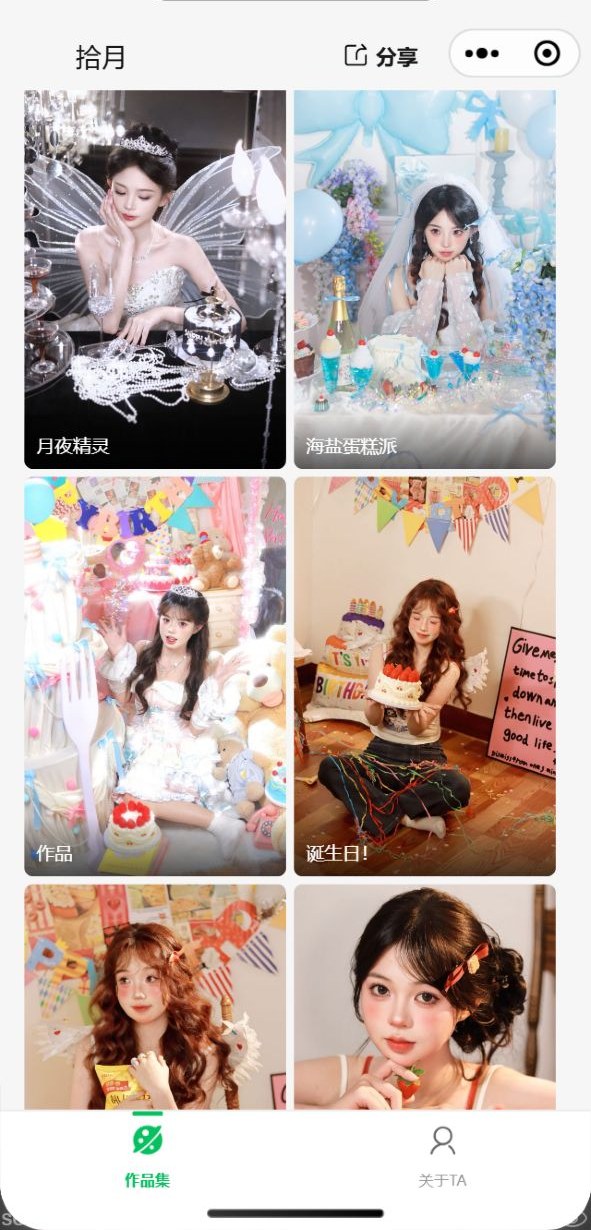 拾月
分享
月夜精灵
海盐蛋糕派
作品
诞生日！
Give me
time to s
down an
then live
good life.
作品集
关于TA